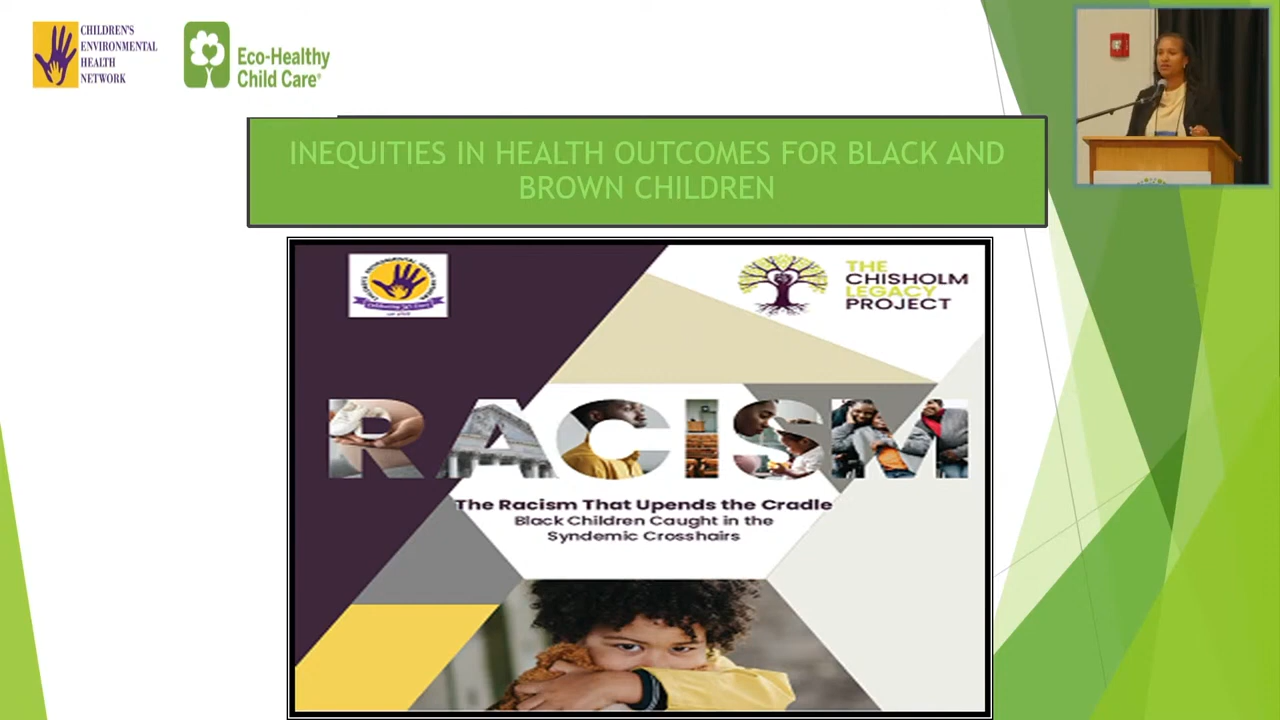 CHILDREN'S
ENVIRONMENTAL
HEALTH
NETWORK
Eco-Healthy
Child Care®
INEQUITIES IN HEALTH OUTCOMES FOR BLACK AND
BROWN CHILDREN
THE
CHISHOLM
LEGACY
PROJECT
RACISM
The Racism That Upends the Cradle
Black Children Caught in the
Syndemic Crosshairs